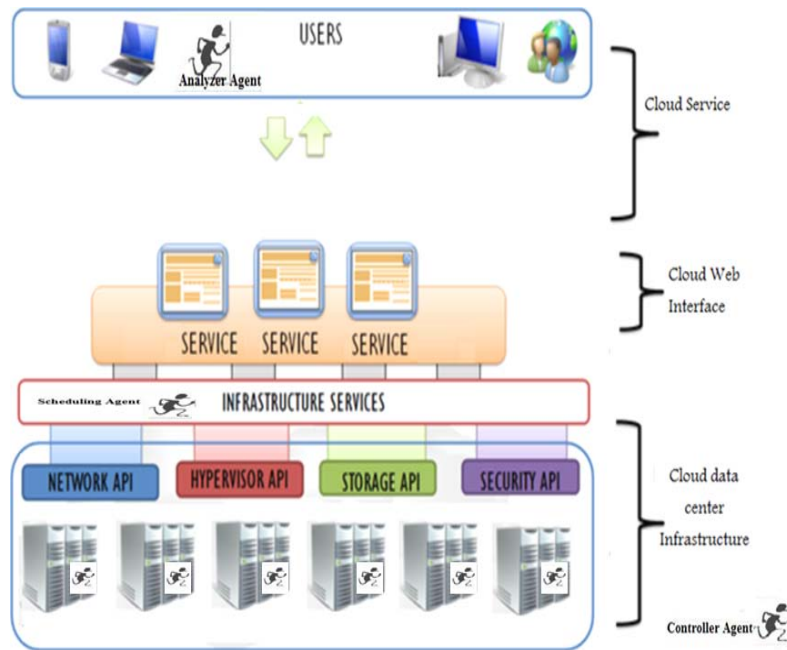 USERS
Analyzer Agent
Cloud Service
Cloud Web
Interface
SERVICE SERVICE SERVICE
Scheduling Agent INFRASTRUCTURE SERVICES
NETWORK API HYPERVISOR API STORAGE API SECURITY API
Cloud data
center
Infrastructure
Controller Agent